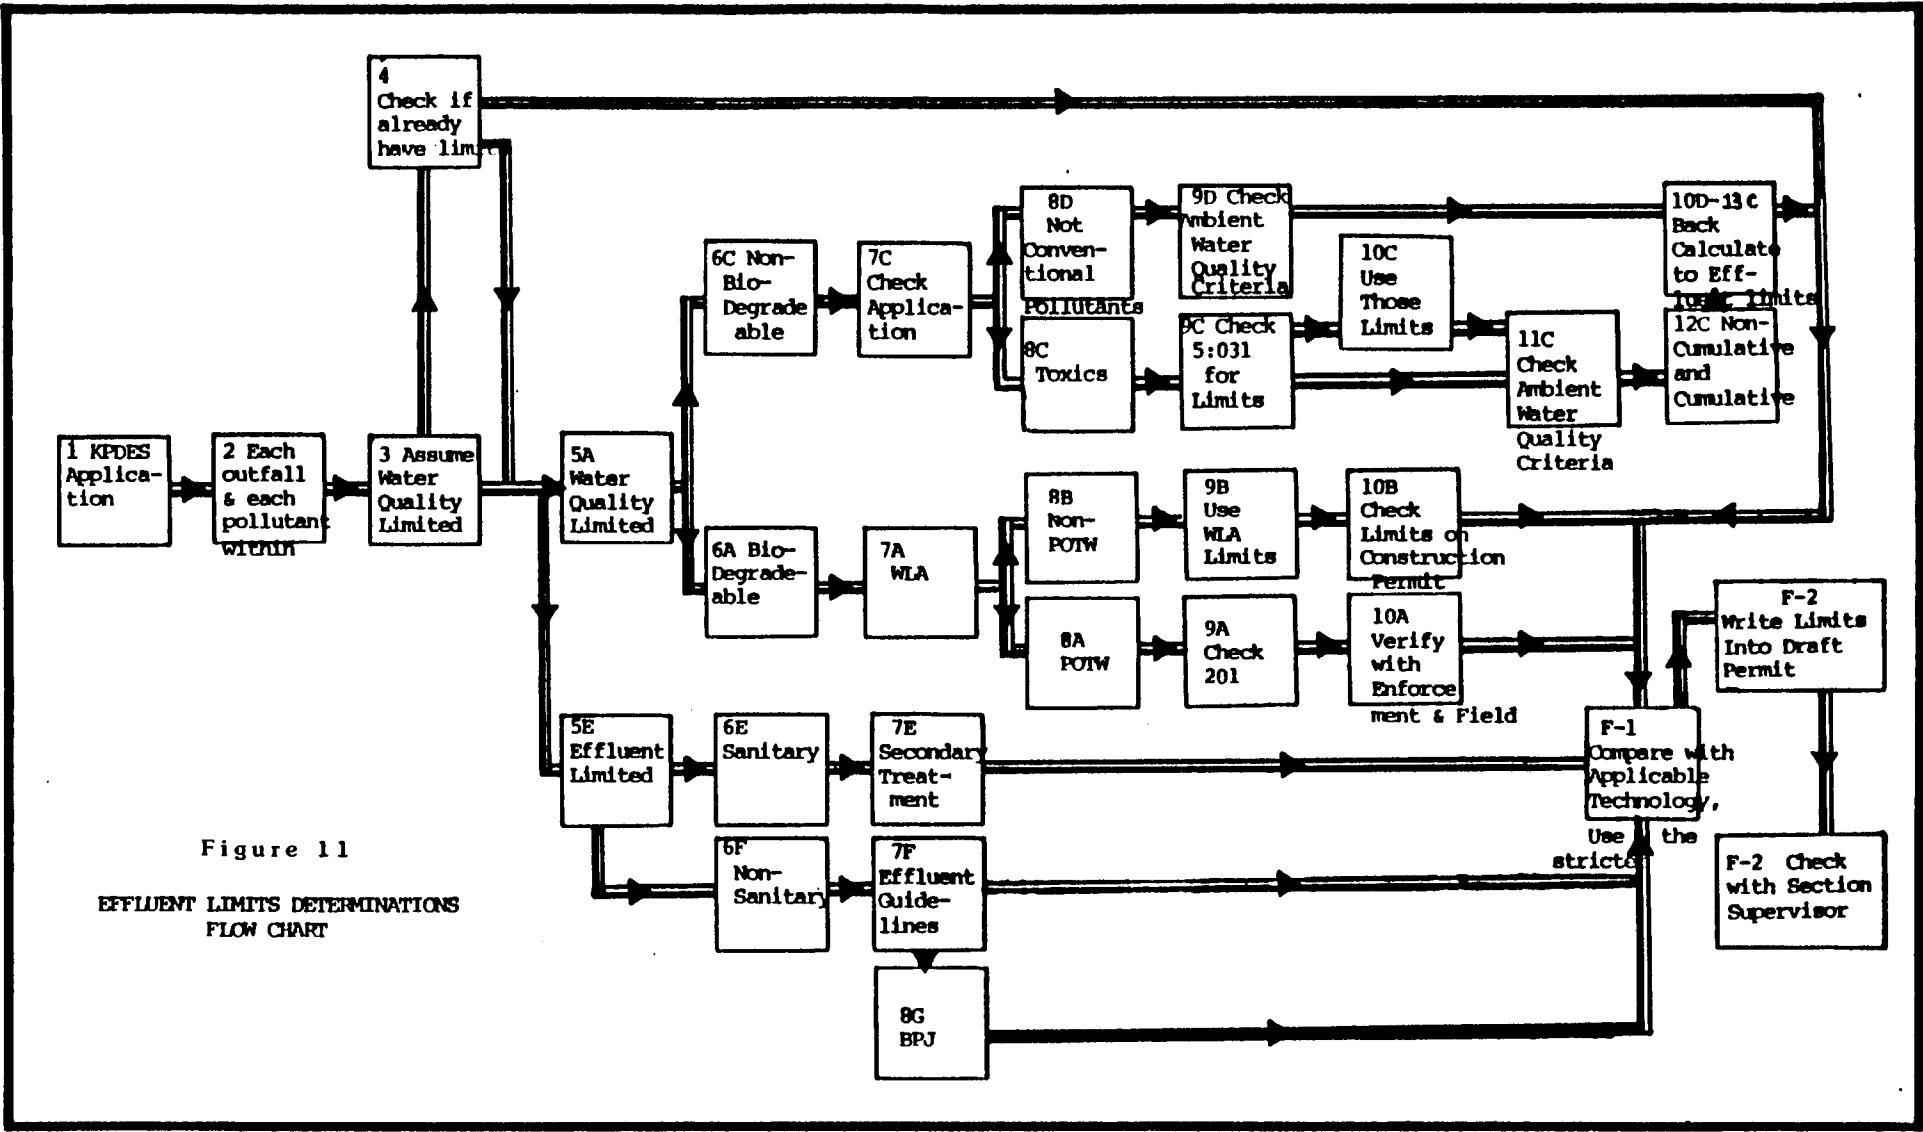 4
Check if
already
have limi
1 KPDES
Applica-
tion
2 Each
outfall
& each
pollutant
within
3 Assume
Water
Quality
Limited
5A
Water
Quality
Limited
6C Non-
Bio-
Degrade
able
7C
Check
Applica-
tion
8D
Not
Conven-
tional
Pollutants
9D Check
Ambient
Water
Quality
Criteria
10D-13C
Back
Calculate
to Eff-
limits
8C
Toxics
9C Check
5:031
for
Limits
10C
Use
Those
Limits
11C
Check
Ambient
Water
Quality
Criteria
12C Non-
Cumulative
and
Cumulative
6A Bio-
Degrade-
able
7A
WLA
8B
Non-
POTW
9B
Use
WLA
Limits
10B
Check
Limits on
Construction
Permit
8A
POTW
9A
Check
201
10A
Verify
with
Enforce
ment & Field
5E
Effluent
Limited
6E
Sanitary
7E
Secondary
Treat-
ment
6F
Non-
Sanitary
7F
Effluent
Guide-
lines
8G
BPJ
F-1
Compare with
Applicable
Technology,
Use the
F-2
Write Limits
Into Draft
Permit
F-2 Check
with Section
Supervisor
Figure 11
EFFLUENT LIMITS DETERMINATIONS
FLOW CHART